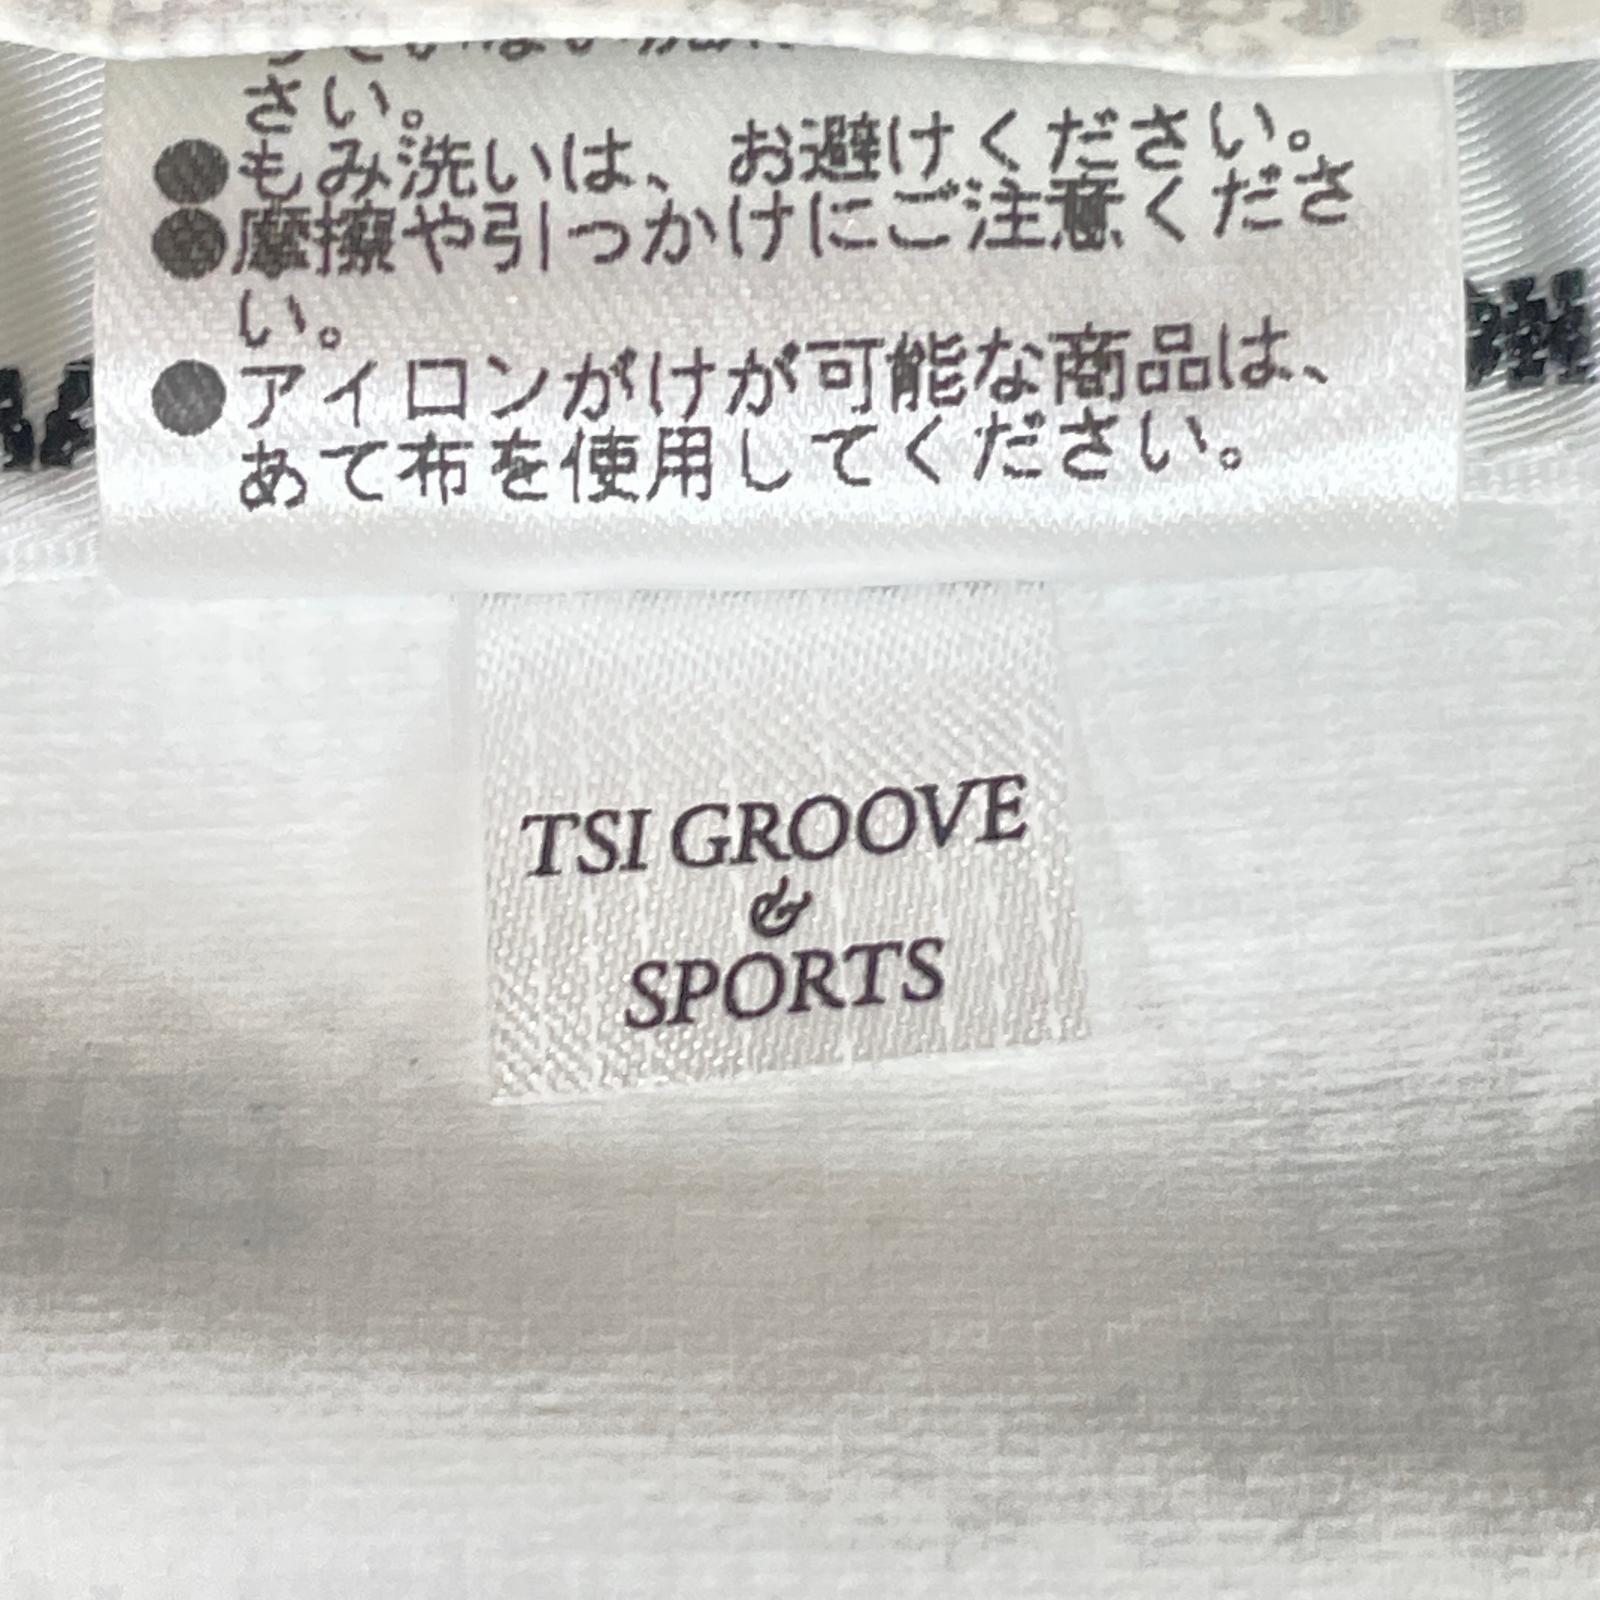 さい。
●もみ洗いは、お避けください。
●摩擦や引っかけにご注意くださ
い。
●アイロンがけが可能な商品は、
あて布を使用してください。
TSI GROOVE
&
SPORTS